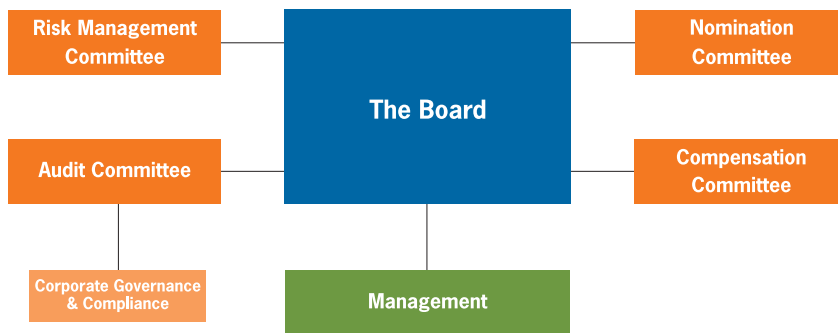 Risk Management
Committee
The Board
Nomination
Committee
Audit Committee
Compensation
Committee
Corporate Governance
& Compliance
Management